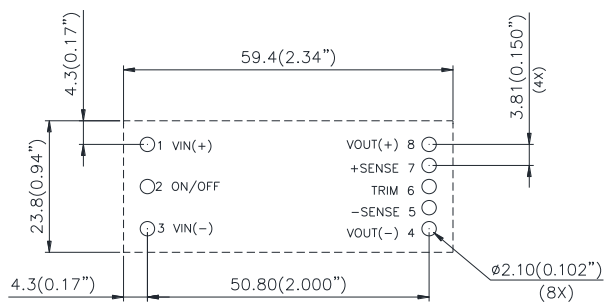 59.4(2.34”)
4.3(0.17”)
3.81(0.150”)
(4X)
23.8(0.94”)
1 VIN(+)
VOUT(+) 8
+SENSE 7
2 ON/OFF
TRIM 6
-SENSE 5
3 VIN(-)
VOUT(-) 4
4.3(0.17”)
50.80(2.000”)
ø2.10(0.102”)
(8X)